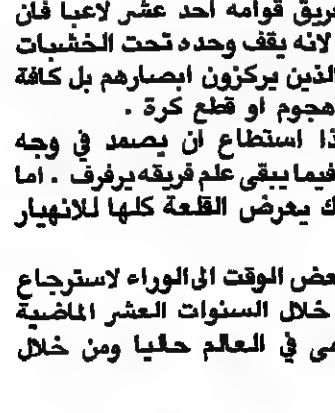 فريق قوامه احد عشر لاعبا فان
لانه يقف وحده تحت الخشبات
الذين يركزون ابصارهم بل كافة
هجوم او قطع كرة .
ذا استطاع ان يصمد في وجه
فيما يبقى علم فريقه يرفرف . اما
ك يعرض القلعة كلها للانهيار
بعض الوقت الى الوراء لاسترجاع
خلال السنوات العشر الماضية
مى في العالم حاليا ومن خلال